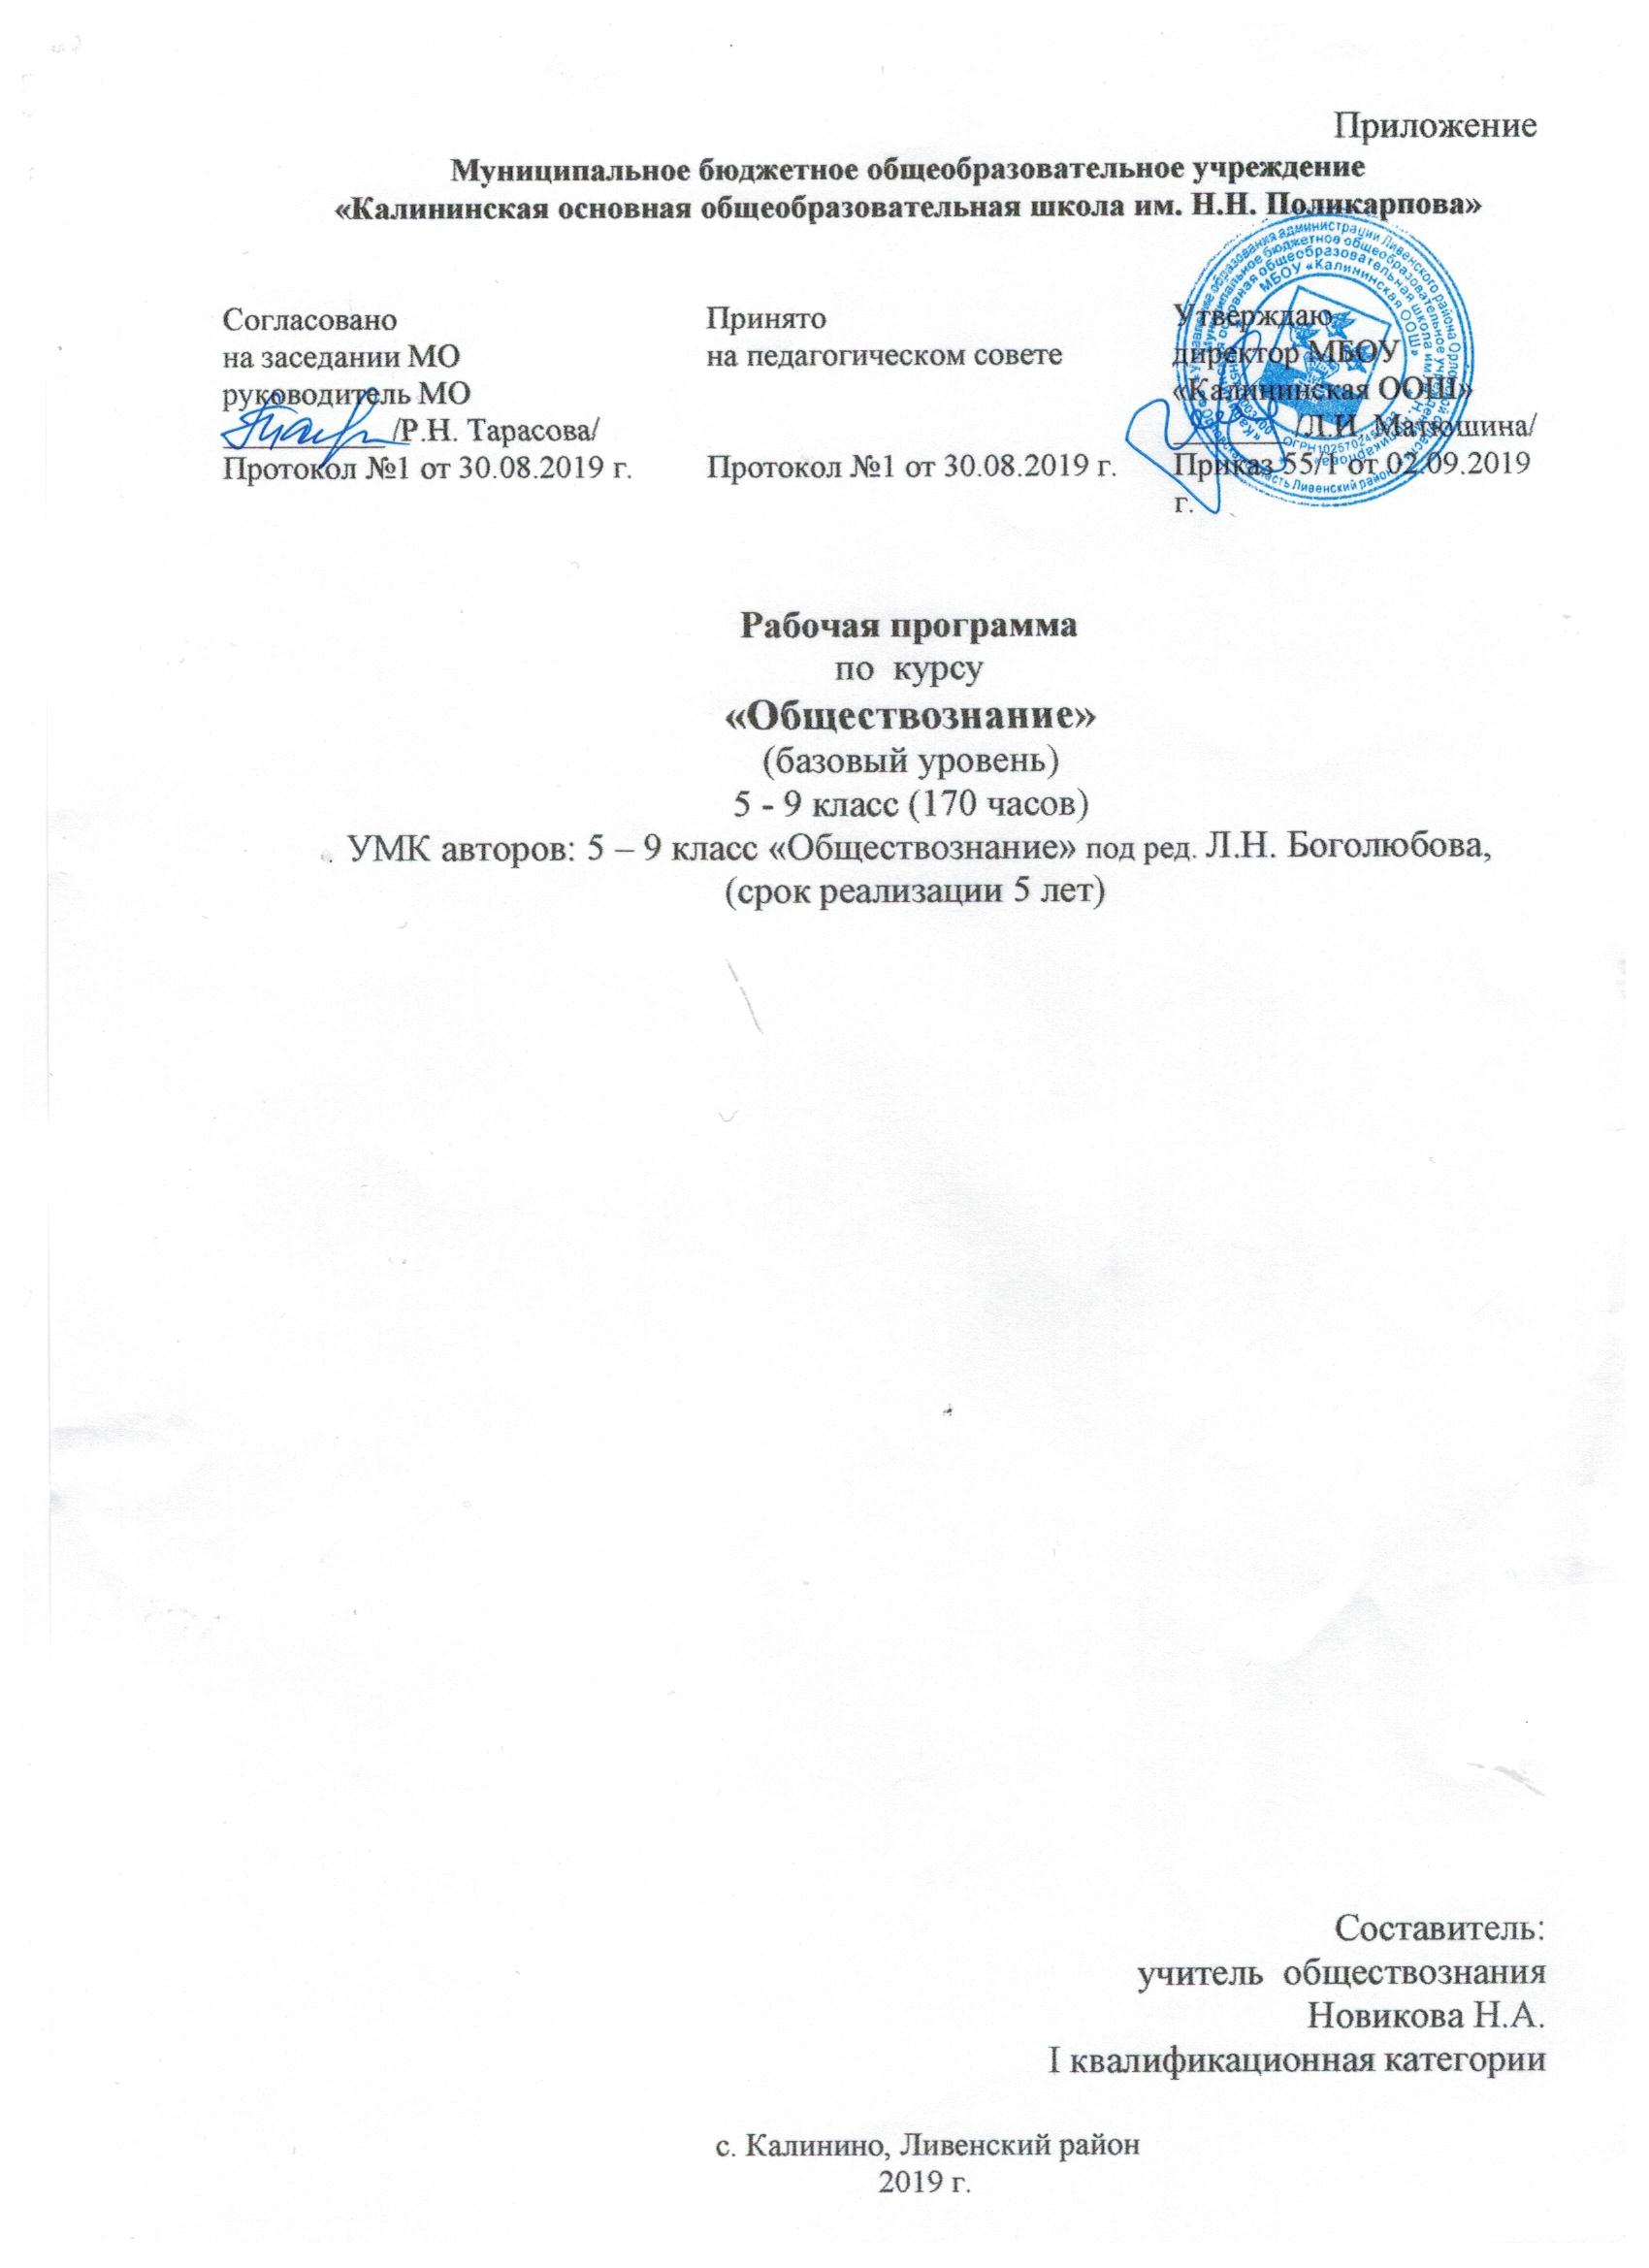 Приложение
Муниципальное бюджетное общеобразовательное учреждение
«Калининская основная общеобразовательная школа им. Н.Н. Поликарпова»
Согласовано
на заседании МО
руководитель МО
/Р.Н. Тарасова/
Протокол №1 от 30.08.2019 г.
Принято
на педагогическом совете
Протокол №1 от 30.08.2019 г.
Утверждаю
директор МБОУ
«Калининская ООШ»
/Л.И. Матюшина/
Приказ 55/1 от 02.09.2019
г.
МБОУ «Калининская ООШ»
Рабочая программа
по курсу
«Обществознание»
(базовый уровень)
5 - 9 класс (170 часов)
УМК авторов: 5 – 9 класс «Обществознание» под ред. Л.Н. Боголюбова,
(срок реализации 5 лет)
Составитель:
учитель обществознания
Новикова Н.А.
I квалификационная категории
с. Калинино, Ливенский район
2019 г.